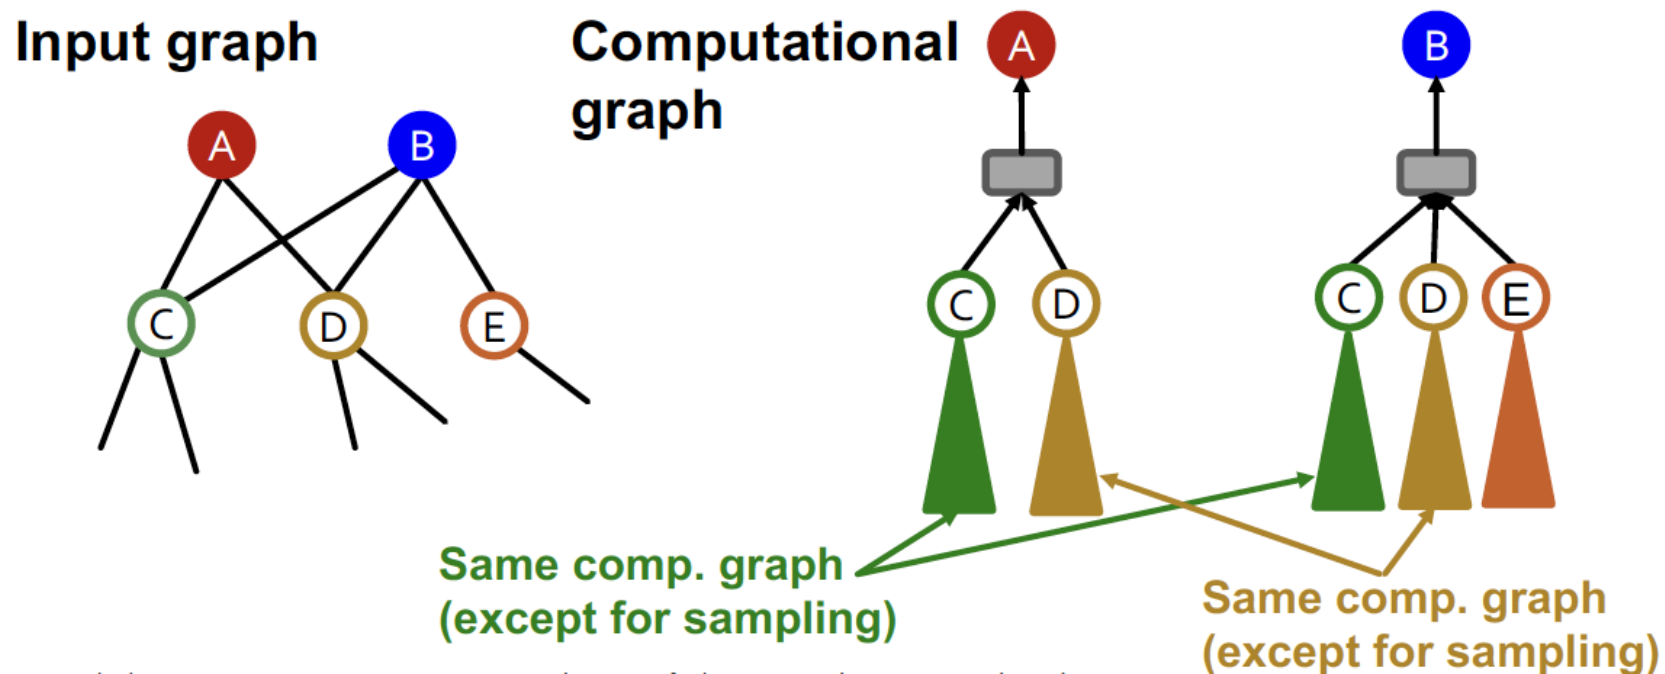 Input graph
Computational
graph
A
B
C
D
E
A
C
D
B
C
D
E
Same comp. graph
(except for sampling)
Same comp. graph
(except for sampling)